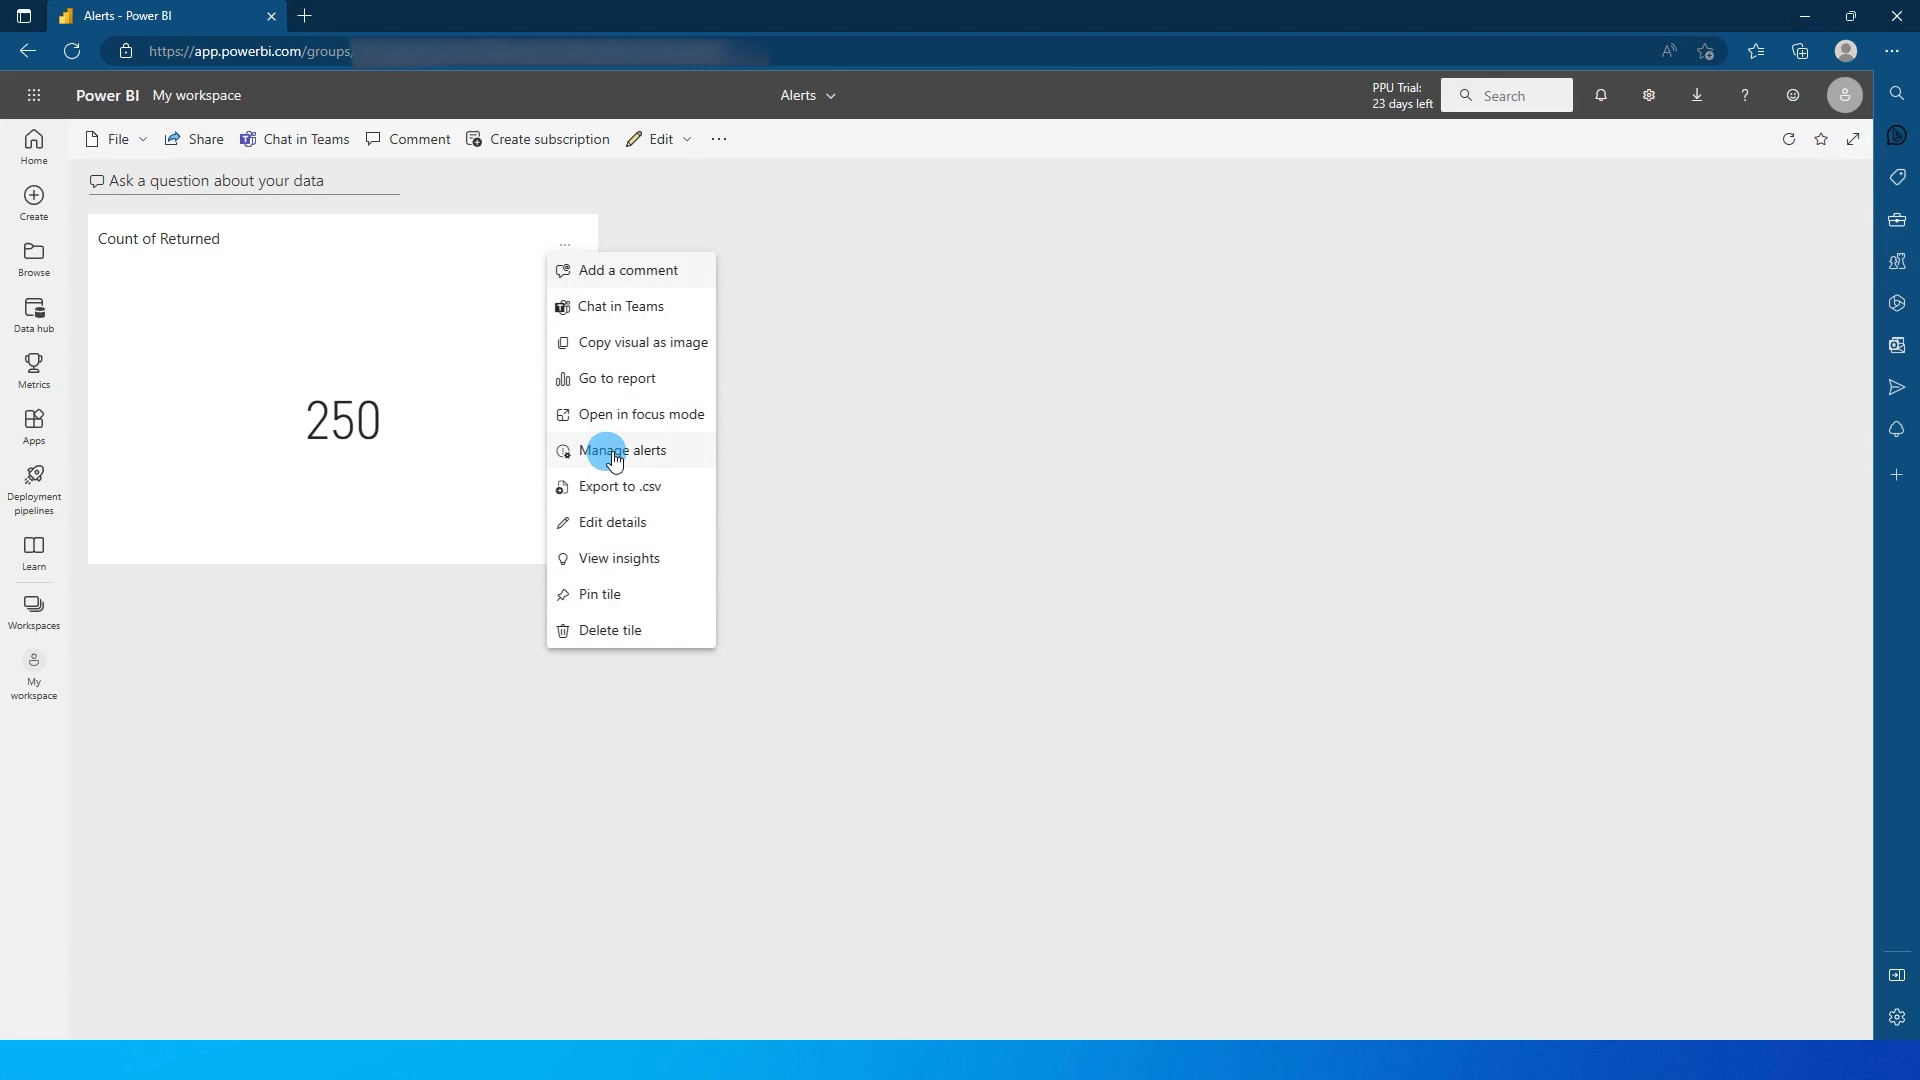 Alerts - Power BI
https://app.powerbi.com/groups/
Power BI My workspace
Alerts
PPU Trial:
23 days left
Search
File
Share
Chat in Teams
Comment
Create subscription
Edit
Home
Create
Browse
Data hub
Metrics
Apps
Deployment
pipelines
Learn
Workspaces
My
workspace
Ask a question about your data
Count of Returned
250
Add a comment
Chat in Teams
Copy visual as image
Go to report
Open in focus mode
Manage alerts
Export to .csv
Edit details
View insights
Pin tile
Delete tile